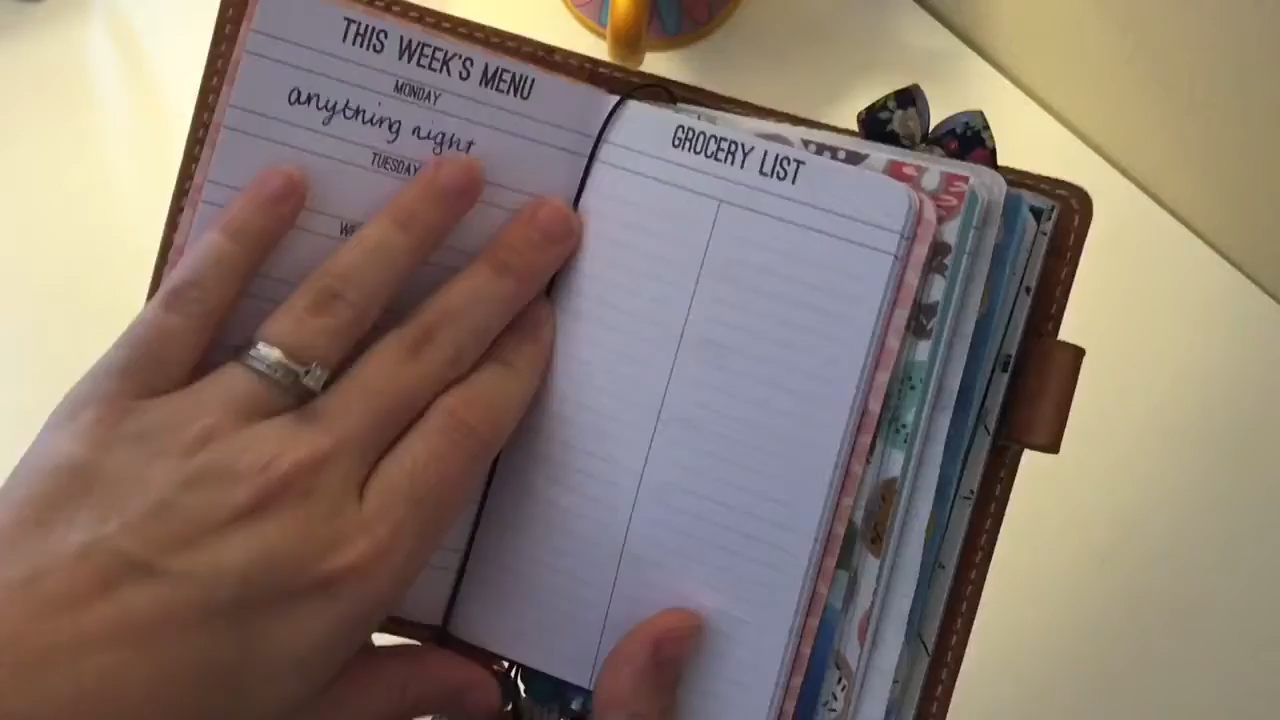 THIS WEEK'S MENU
MONDAY
anything night
TUESDAY
GROCERY LIST